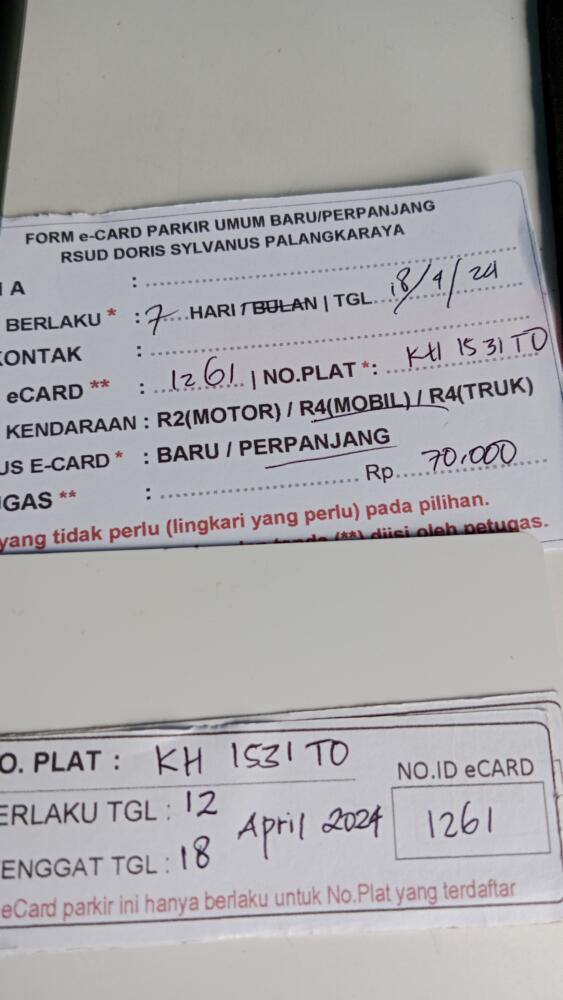 FORM e-CARD PARKIR UMUM BARU/PERPANJANG
RSUD DORIS SYLVANUS PALANGKARAYA
A :
BERLAKU * : 7 HARI / BULAN | TGL 18/4/24
KONTAK :
eCARD ** : 1261 | NO.PLAT *: KH 1531 TO
KENDARAAN : R2(MOTOR) / R4(MOBIL) / R4(TRUK)
US E-CARD * : BARU / PERPANJANG
GAS ** : Rp 70.000
yang tidak perlu (lingkari yang perlu) pada pilihan.
(**) diisi oleh petugas.
O. PLAT : KH 1531 TO
ERLAKU TGL : 12
April 2024
ENGGAT TGL : 18
NO.ID eCARD
1261
eCard parkir ini hanya berlaku untuk No.Plat yang terdaftar